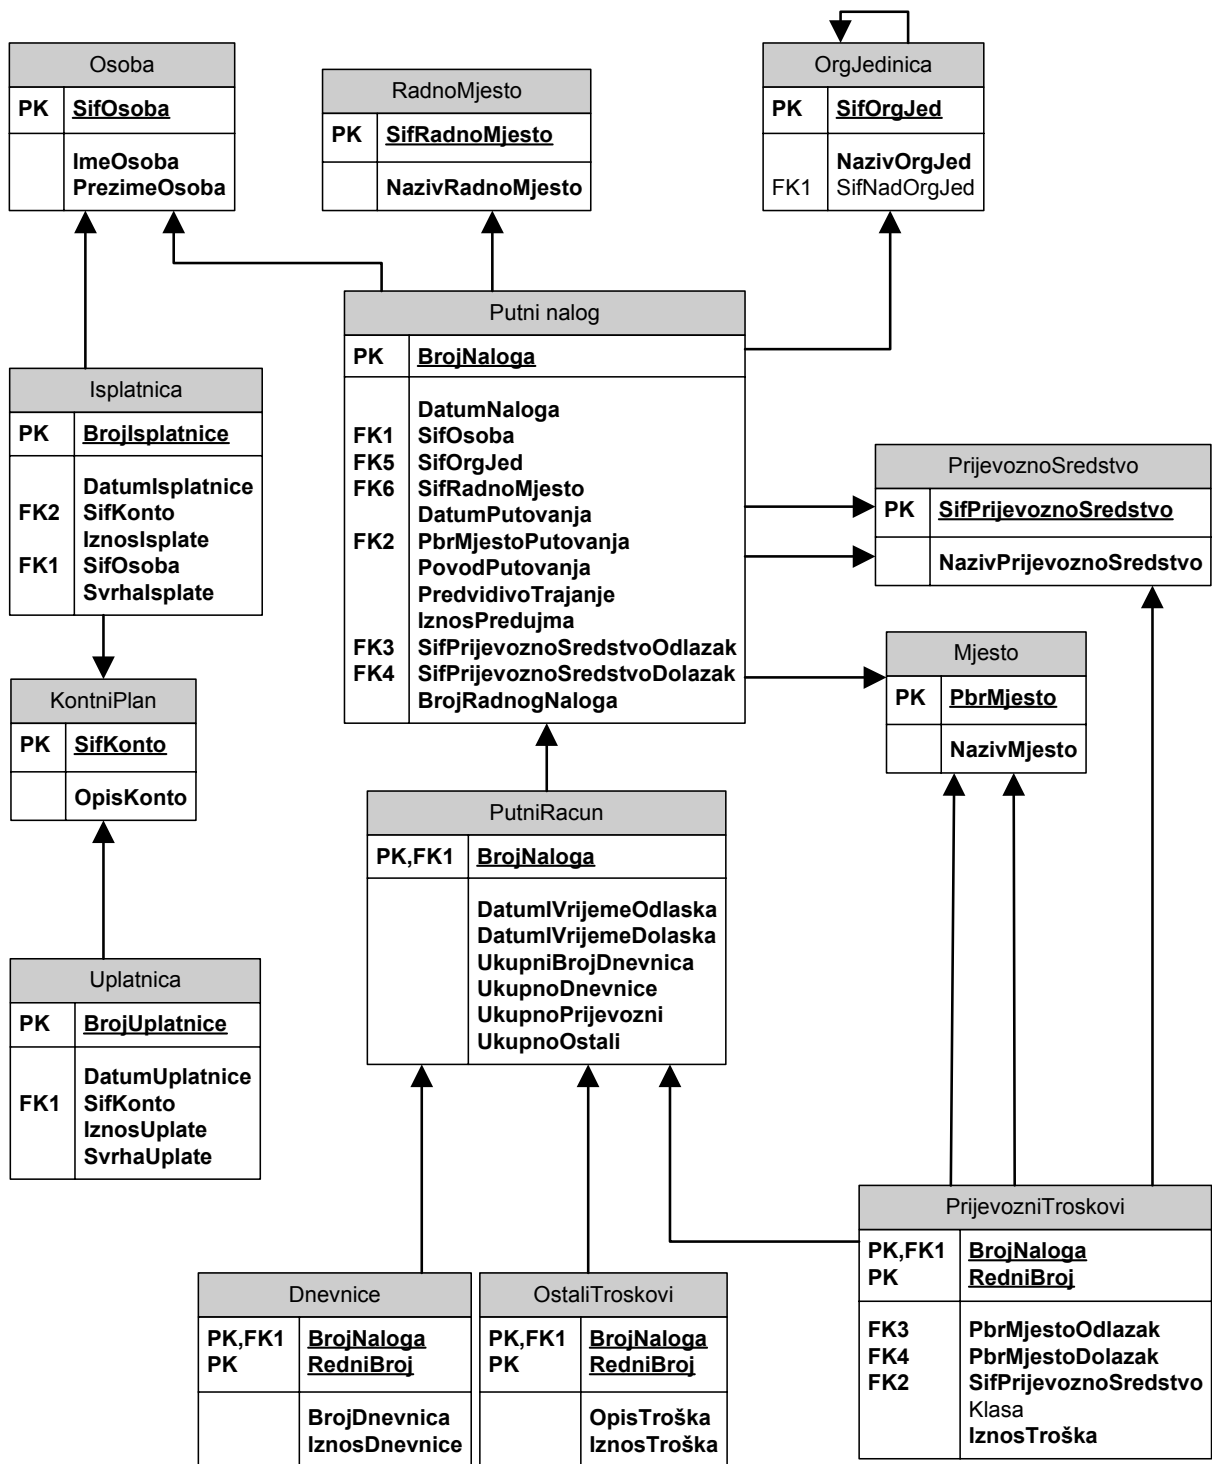 Osoba
PK SifOsoba
ImeOsoba
PrezimeOsoba
RadnoMjesto
PK SifRadnoMjesto
NazivRadnoMjesto
OrgJedinica
PK SifOrgJed
NazivOrgJed
FK1 SifNadOrgJed
Putni nalog
PK BrojNaloga
DatumNaloga
FK1 SifOsoba
FK5 SifOrgJed
FK6 SifRadnoMjesto
DatumPutovanja
FK2 PbrMjestoPutovanja
PovodPutovanja
PredvidivoTrajanje
IznosPredujma
FK3 SifPrijevoznoSredstvoOdlazak
FK4 SifPrijevoznoSredstvoDolazak
BrojRadnogNaloga
Isplatnica
PK BrojIsplatnice
DatumIsplatnice
FK2 SifKonto
IznosIsplate
FK1 SifOsoba
SvrhaIsplate
PrijevoznoSredstvo
PK SifPrijevoznoSredstvo
NazivPrijevoznoSredstvo
Mjesto
PK PbrMjesto
NazivMjesto
KontniPlan
PK SifKonto
OpisKonto
PutniRacun
PK,FK1 BrojNaloga
DatumIVrijemeOdlaska
DatumIVrijemeDolaska
UkupniBrojDnevnica
UkupnoDnevnice
UkupnoPrijevozni
UkupnoOstali
Uplatnica
PK BrojUplatnice
DatumUplatnice
FK1 SifKonto
IznosUplate
SvrhaUplate
Dnevnice
PK,FK1 BrojNaloga
PK RedniBroj
BrojDnevnica
IznosDnevnice
OstaliTroskovi
PK,FK1 BrojNaloga
PK RedniBroj
OpisTroška
IznosTroška
PrijevozniTroskovi
PK,FK1 BrojNaloga
PK RedniBroj
FK3 PbrMjestoOdlazak
FK4 PbrMjestoDolazak
FK2 SifPrijevoznoSredstvo
Klasa
IznosTroška